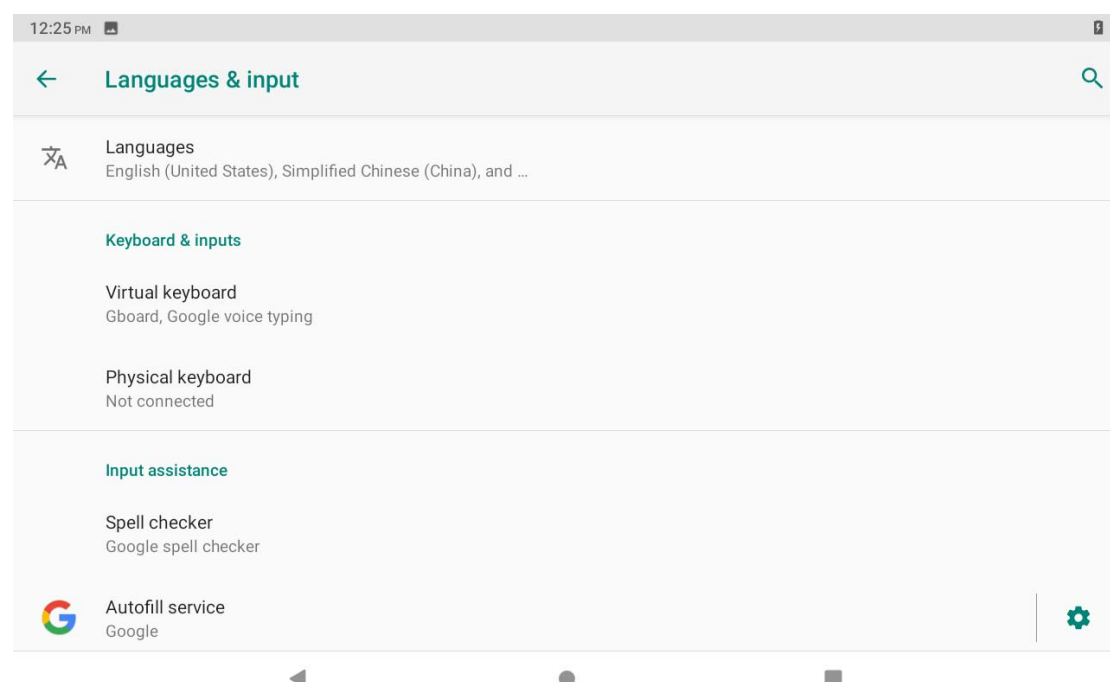 12:25 PM
Languages & input
Languages
English (United States), Simplified Chinese (China), and ...
Keyboard & inputs
Virtual keyboard
Gboard, Google voice typing
Physical keyboard
Not connected
Input assistance
Spell checker
Google spell checker
Autofill service
Google